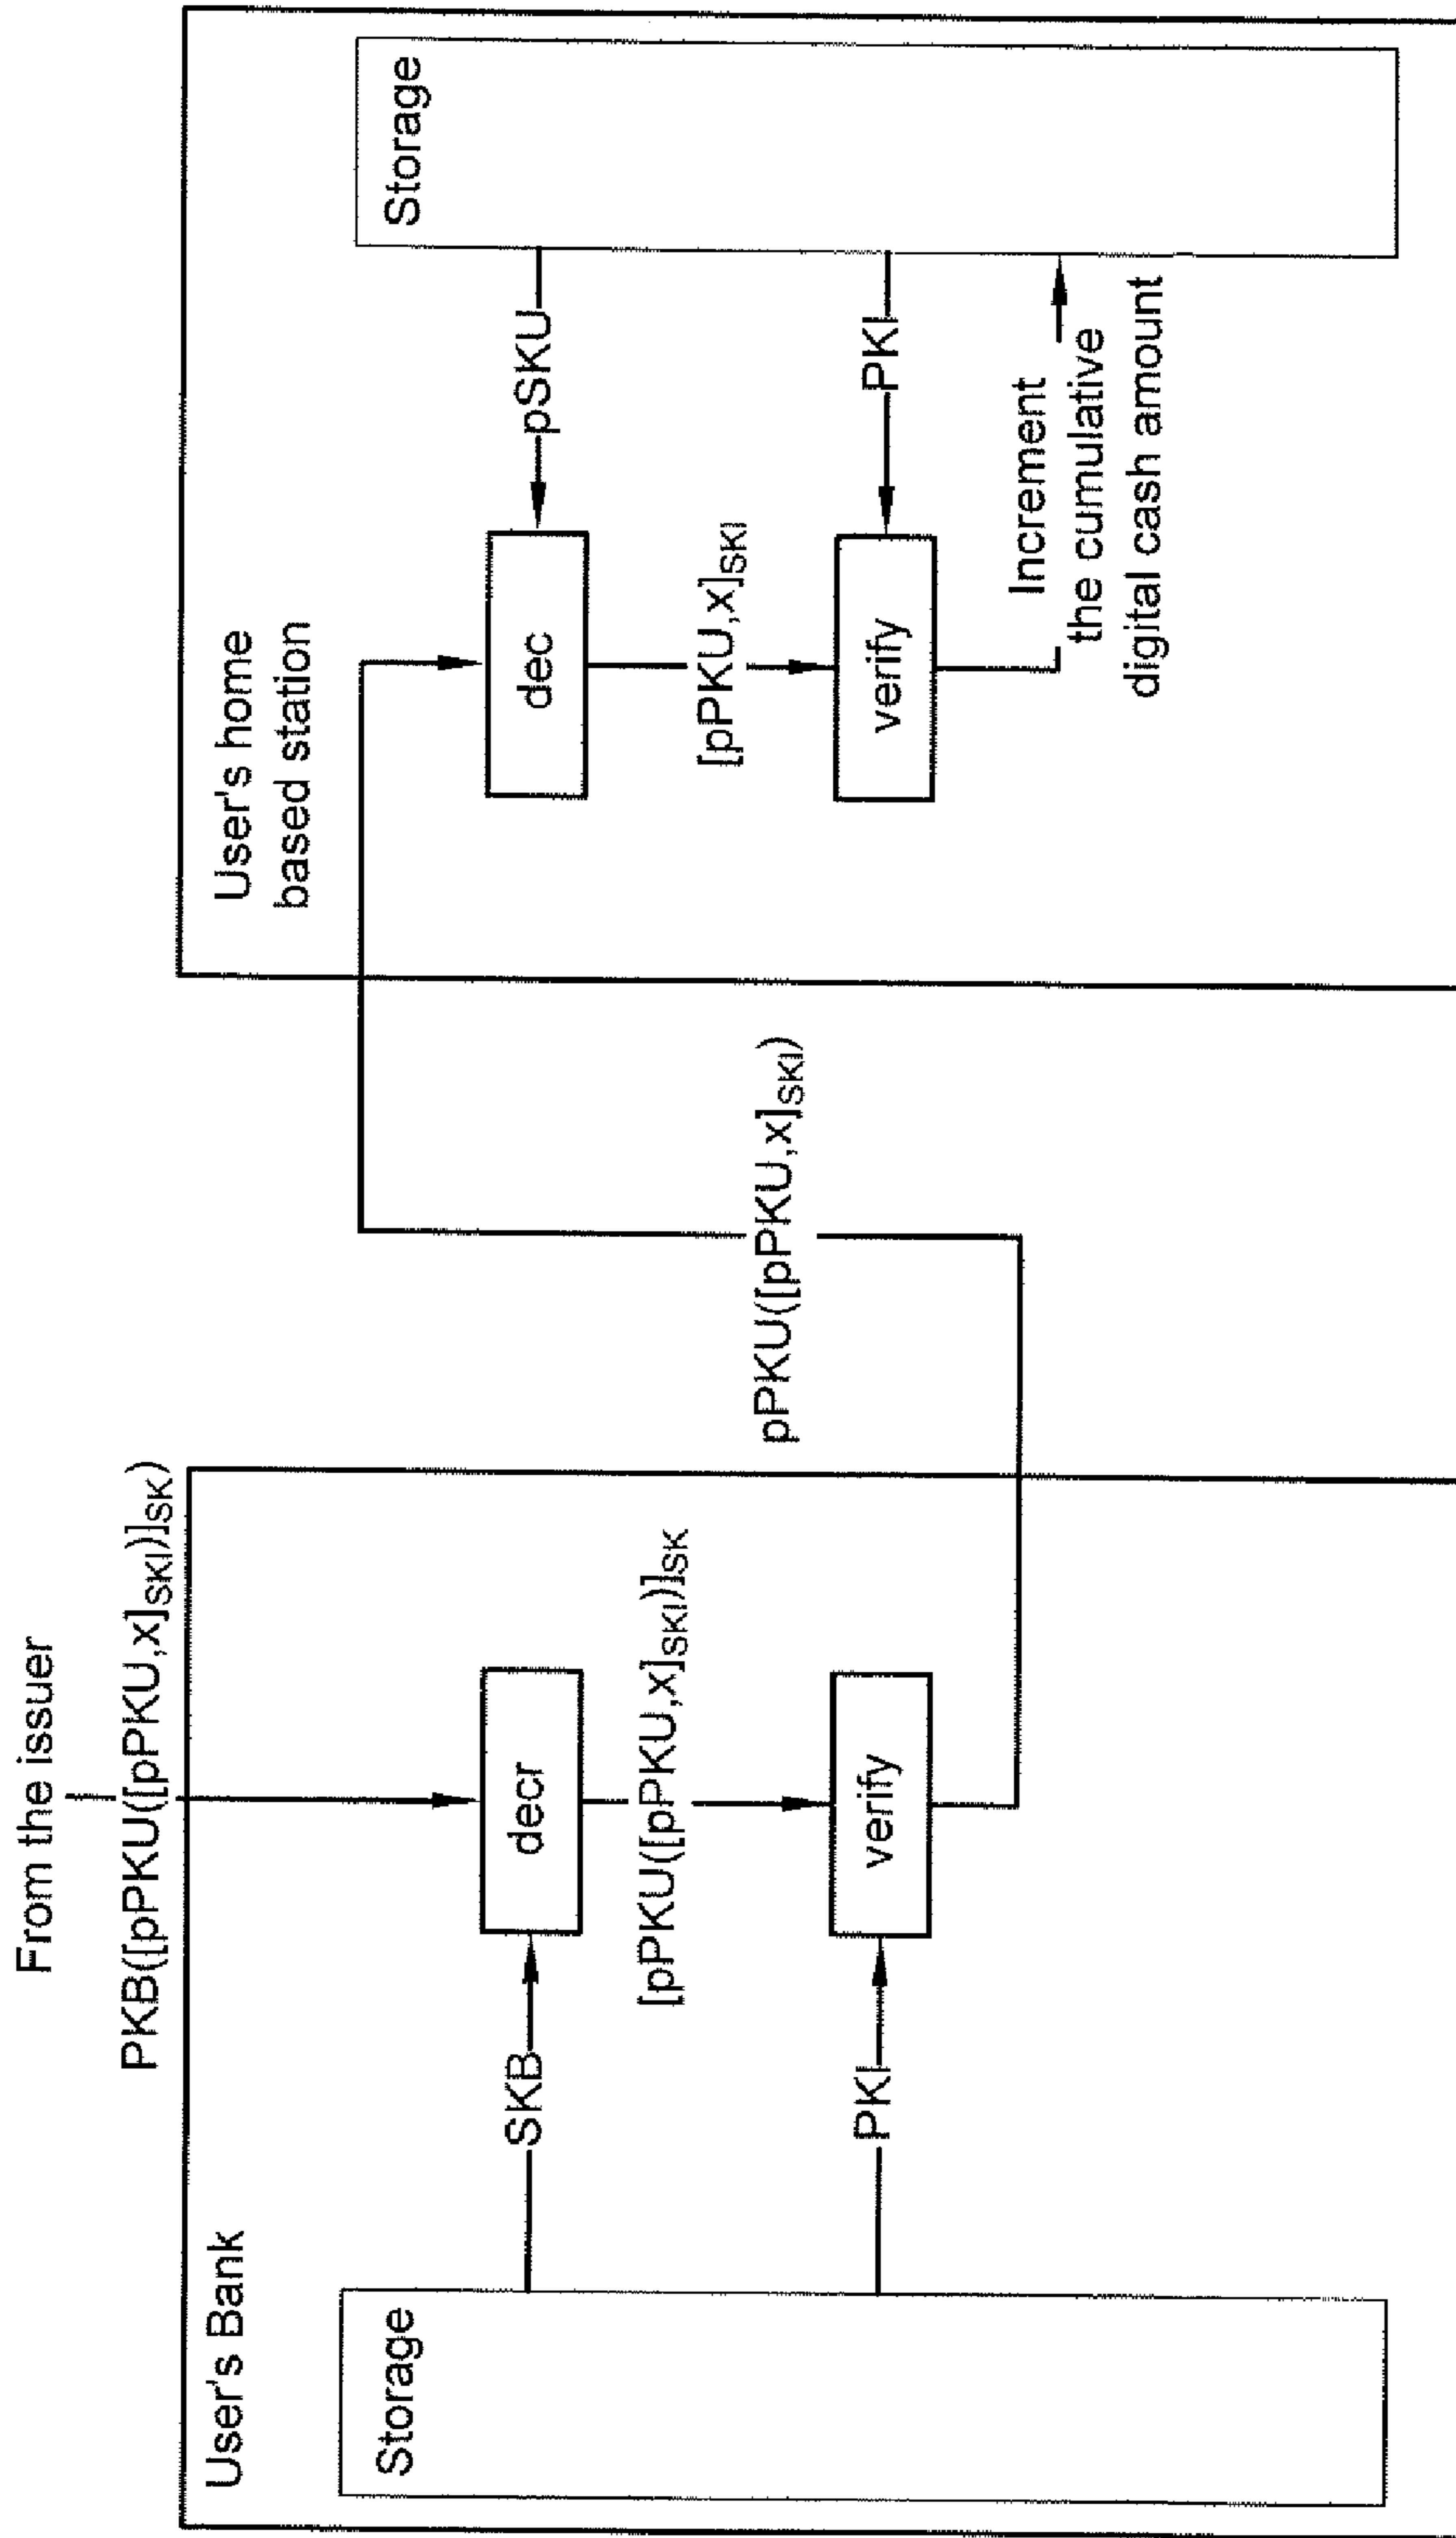 From the issuer
PKB([pPKU([pPKU,x]SKI)]SK)
User's Bank
Storage
SKB
decr
[pPKU([pPKU,x]SKI)]SK
PKI
verify
pPKU([pPKU,x]SKI)
User's home
based station
Storage
pSKU
dec
[pPKU,x]SKI
PKI
verify
Increment
the cumulative
digital cash amount